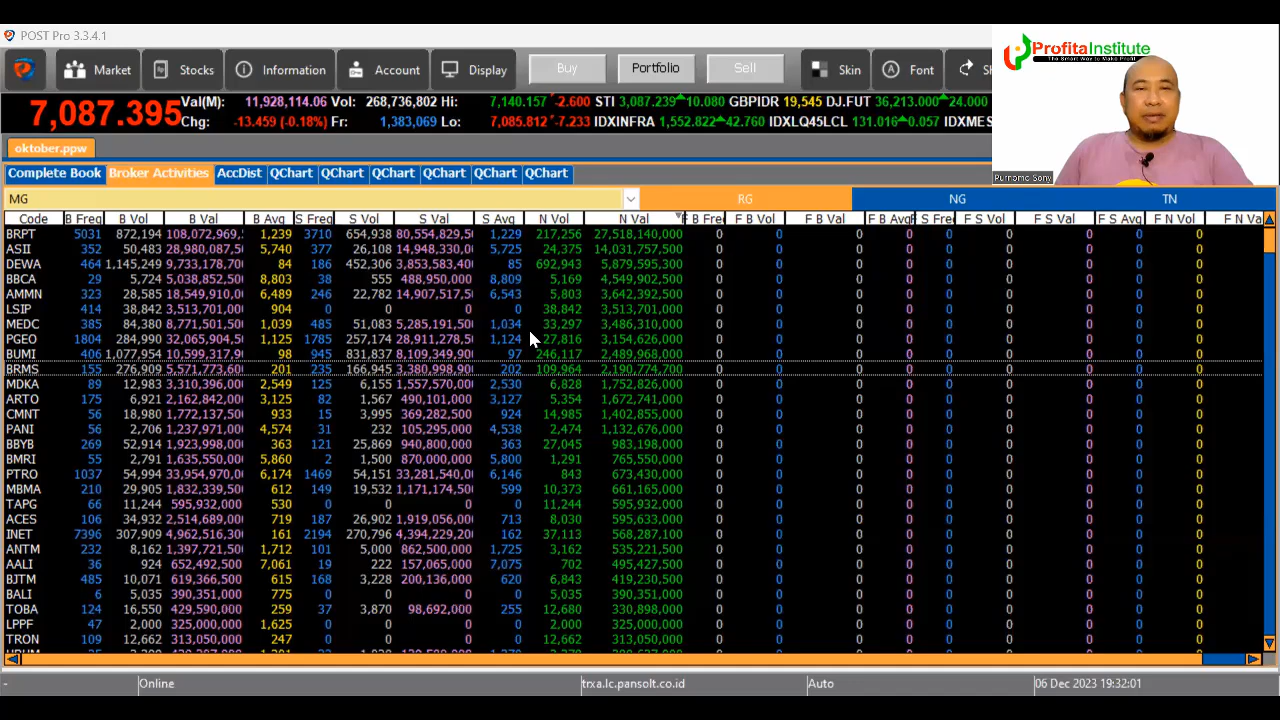 POST Pro 3.3.4.1
ProfitaInstitute
The Smart Way to Make Profit
Market Stocks Information Account Display Buy Portfolio Sell Skin Font
7,087.395 Val(M): 11,928,114.06 Vol: 268,736,802 Hi: 7,140.157 -2.600 STI 3,087.239 10.080 GBPIDR 19,545 DJ.FUT 36,213.000 24.000
Chg: -13.459 (-0.18%) Fr: 1,383,069 Lo: 7,085.812 -7.233 IDXINFRA 1,552.822 42.760 IDXLQ45LCL 131.016 0.057 IDXMES
oktober.ppw
Complete Book Broker Activities AccDist QChart QChart QChart QChart QChart QChart
Purnomo Sony
MG RG NG TN
Code B Freq B Vol B Val B Avg S Freq S Vol S Val S Avg N Vol N Val F B Fre F B Vol F B Val F B Avg F S Freq F S Vol F S Val F S Avg F N Vol F N Va
BRPT 5031 872,194 108,072,969, 1,239 3710 654,938 80,554,829,5 1,229 217,256 27,518,140,000 0 0 0 0 0 0 0 0 0
ASII 352 50,483 28,980,087,5 5,740 377 26,108 14,948,330,0 5,725 24,375 14,031,757,500 0 0 0 0 0 0 0 0 0
DEWA 464 1,145,249 9,733,178,70 84 186 452,306 3,853,583,40 85 692,943 5,879,595,300 0 0 0 0 0 0 0 0 0
BBCA 29 5,724 5,038,852,50 8,803 38 555 488,950,000 8,809 5,169 4,549,902,500 0 0 0 0 0 0 0 0 0
AMMN 323 28,585 18,549,910,0 6,489 246 22,782 14,907,517,5 6,543 5,803 3,642,392,500 0 0 0 0 0 0 0 0 0
LSIP 414 38,842 3,513,701,00 904 0 0 0 0 38,842 3,513,701,000 0 0 0 0 0 0 0 0 0
MEDC 385 84,380 8,771,501,50 1,039 485 51,083 5,285,191,50 1,034 33,297 3,486,310,000 0 0 0 0 0 0 0 0 0
PGEO 1804 284,990 32,065,904,5 1,125 1785 257,174 28,911,278,5 1,124 27,816 3,154,626,000 0 0 0 0 0 0 0 0 0
BUMI 406 1,077,954 10,599,317,9 98 945 831,837 8,109,349,90 97 246,117 2,489,968,000 0 0 0 0 0 0 0 0 0
BRMS 155 276,909 5,571,773,60 201 235 166,945 3,380,998,90 202 109,964 2,190,774,700 0 0 0 0 0 0 0 0 0
MDKA 89 12,983 3,310,396,00 2,549 125 6,155 1,557,570,00 2,530 6,828 1,752,826,000 0 0 0 0 0 0 0 0 0
ARTO 175 6,921 2,162,842,00 3,125 82 1,567 490,101,000 3,127 5,354 1,672,741,000 0 0 0 0 0 0 0 0 0
CMNT 56 18,980 1,772,137,50 933 15 3,995 369,282,500 924 14,985 1,402,855,000 0 0 0 0 0 0 0 0 0
PANI 56 2,706 1,237,971,00 4,574 31 232 105,295,000 4,538 2,474 1,132,676,000 0 0 0 0 0 0 0 0 0
BBYB 269 52,914 1,923,998,00 363 121 25,869 940,800,000 363 27,045 983,198,000 0 0 0 0 0 0 0 0 0
BMRI 55 2,791 1,635,550,00 5,860 2 1,500 870,000,000 5,800 1,291 765,550,000 0 0 0 0 0 0 0 0 0
PTRO 1037 54,994 33,954,970,0 6,174 1469 54,151 33,281,540,0 6,146 843 673,430,000 0 0 0 0 0 0 0 0 0
MBMA 210 29,905 1,832,339,50 612 149 19,532 1,171,174,50 599 10,373 661,165,000 0 0 0 0 0 0 0 0 0
TAPG 66 11,244 595,932,000 530 0 0 0 0 11,244 595,932,000 0 0 0 0 0 0 0 0 0
ACES 106 34,932 2,514,689,00 719 187 26,902 1,919,056,00 713 8,030 595,633,000 0 0 0 0 0 0 0 0 0
INET 7396 307,909 4,962,516,30 161 2194 270,796 4,394,229,20 162 37,113 568,287,100 0 0 0 0 0 0 0 0 0
ANTM 232 8,162 1,397,721,50 1,712 101 5,000 862,500,000 1,725 3,162 535,221,500 0 0 0 0 0 0 0 0 0
AALI 36 924 652,492,500 7,061 19 222 157,065,000 7,075 702 495,427,500 0 0 0 0 0 0 0 0 0
BJTM 485 10,071 619,366,500 615 168 3,228 200,136,000 620 6,843 419,230,500 0 0 0 0 0 0 0 0 0
BALI 6 5,035 390,351,000 775 0 0 0 0 5,035 390,351,000 0 0 0 0 0 0 0 0 0
TOBA 124 16,550 429,590,000 259 37 3,870 98,692,000 255 12,680 330,898,000 0 0 0 0 0 0 0 0 0
LPPF 47 2,000 325,000,000 1,625 0 0 0 0 2,000 325,000,000 0 0 0 0 0 0 0 0 0
TRON 109 12,662 313,050,000 247 0 0 0 0 12,662 313,050,000 0 0 0 0 0 0 0 0 0
- Online trxa.lc.pansolt.co.id Auto 06 Dec 2023 19:32:01